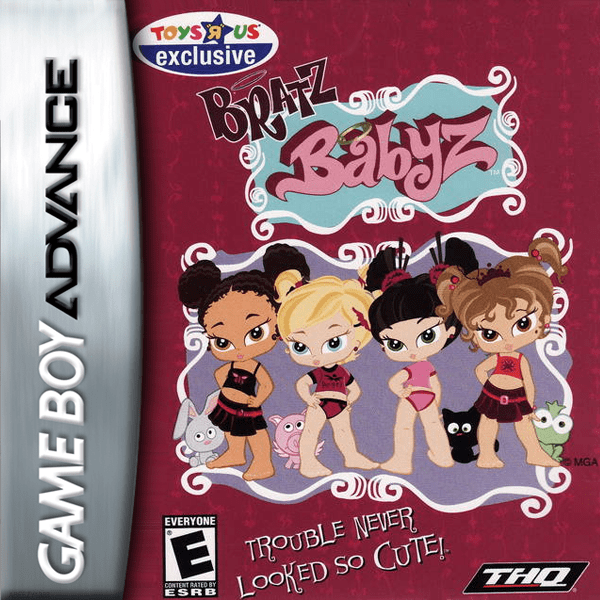 TOYS "R" US
exclusive
BRATZ
Babyz
TM
GAME BOY ADVANCE
© MGA
TROUBLE NEVER
LOOKED SO CUTE!
EVERYONE
E
CONTENT RATED BY
ESRB
THQ